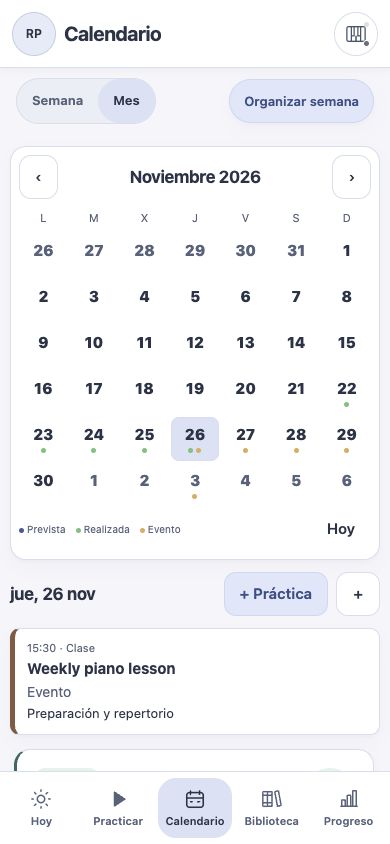 RP Calendario
Semana Mes Organizar semana
‹ Noviembre 2026 ›
L M X J V S D
26 27 28 29 30 31 1
2 3 4 5 6 7 8
9 10 11 12 13 14 15
16 17 18 19 20 21 22
23 24 25 26 27 28 29
30 1 2 3 4 5 6
Prevista Realizada Evento Hoy
jue, 26 nov + Práctica +
15:30 · Clase
Weekly piano lesson
Evento
Preparación y repertorio
Hoy Practicar Calendario Biblioteca Progreso